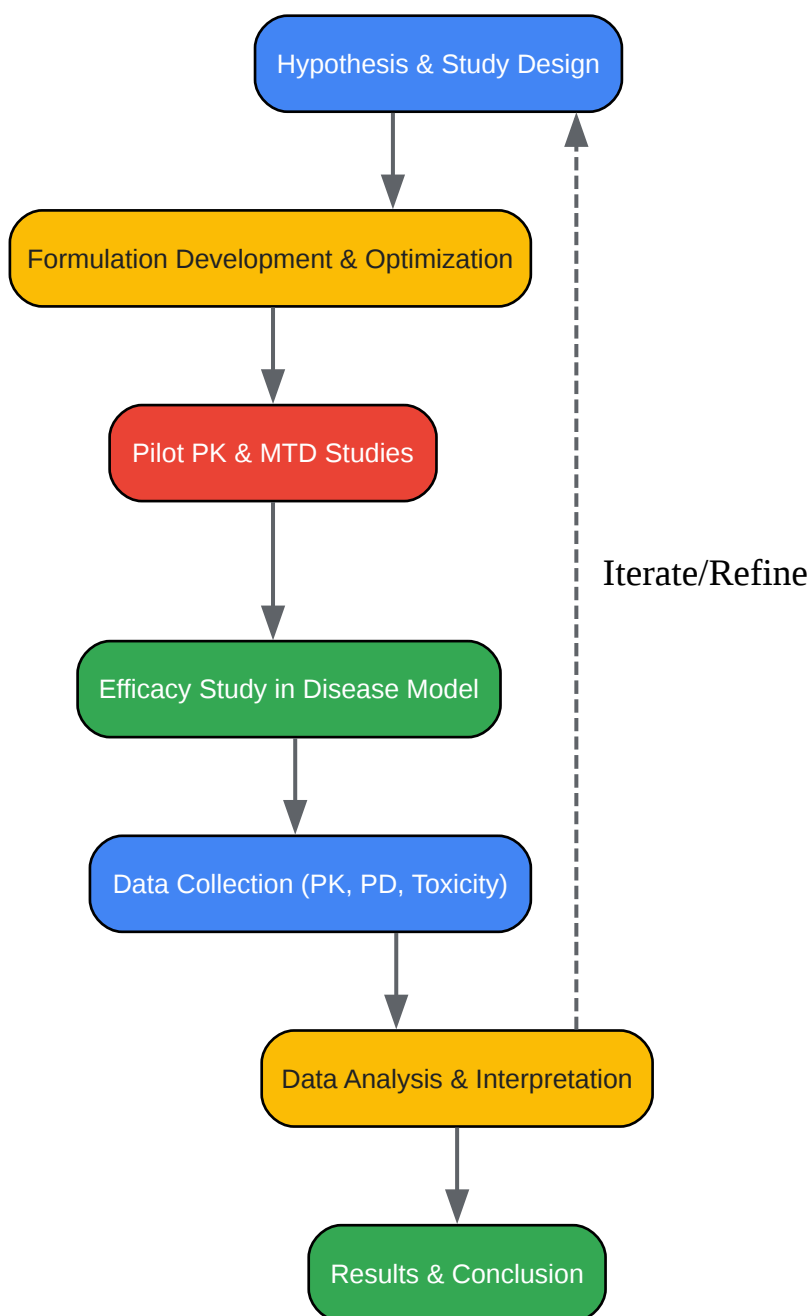 Hypothesis & Study Design
Formulation Development & Optimization
Pilot PK & MTD Studies
Iterate/Refine
Efficacy Study in Disease Model
Data Collection (PK, PD, Toxicity)
Data Analysis & Interpretation
Results & Conclusion